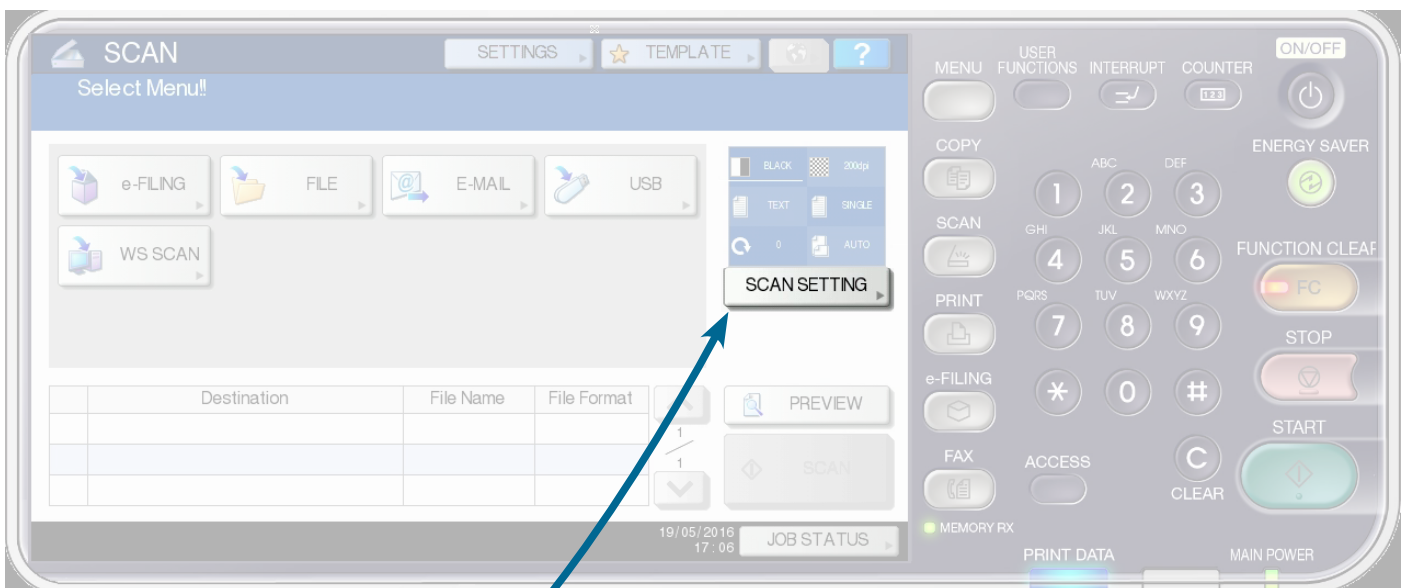 SCAN
SETTINGS
TEMPLATE
?
Select Menu!!
e-FILING
FILE
E-MAIL
USB
WS SCAN
BLACK
200dpi
TEXT
SINGLE
0
AUTO
SCAN SETTING
Destination
File Name
File Format
1
1
PREVIEW
SCAN
19/05/2016
17:06
JOB STATUS
MENU
USER
FUNCTIONS
INTERRUPT
COUNTER
123
ON/OFF
COPY
SCAN
PRINT
e-FILING
FAX
MEMORY RX
1
ABC
2
DEF
3
GHI
4
JKL
5
MNO
6
PQRS
7
TUV
8
WXYZ
9
*
0
#
ACCESS
C
CLEAR
ENERGY SAVER
FUNCTION CLEAR
FC
STOP
START
PRINT DATA
MAIN POWER